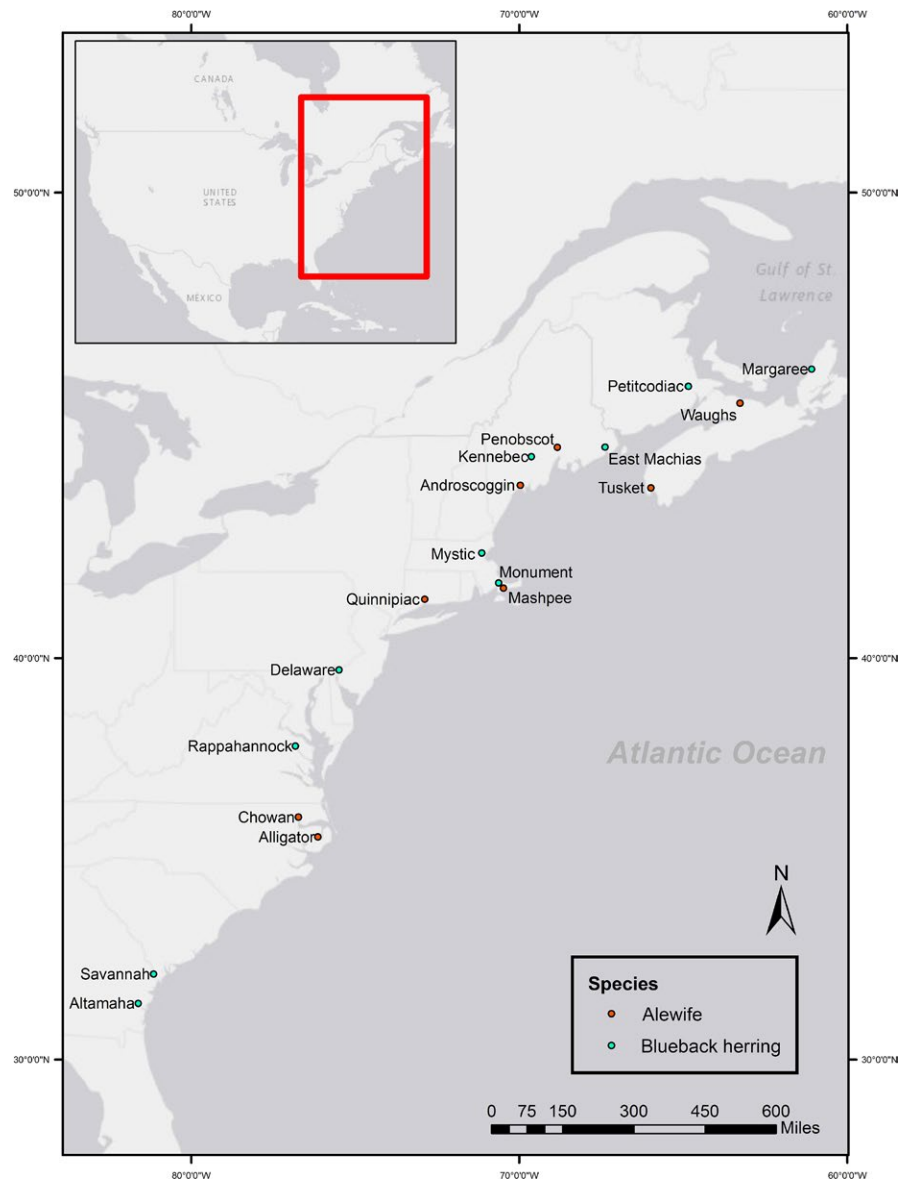 80°0'0"W
70°0'0"W
60°0'0"W
CANADA
UNITED
STATES
MÉXICO
50°0'0"N
50°0'0"N
Gulf of St.
Lawrence
Margaree
Petitcodiac
Waughs
Penobscot
Kennebec
East Machias
Androscoggin
Tusket
Mystic
Monument
Quinnipiac
Mashpee
40°0'0"N
40°0'0"N
Delaware
Rappahannock
Atlantic Ocean
Chowan
Alligator
N
Savannah
Altamaha
Species
Alewife
Blueback herring
30°0'0"N
30°0'0"N
0 75 150 300 450 600
Miles
80°0'0"W
70°0'0"W
60°0'0"W